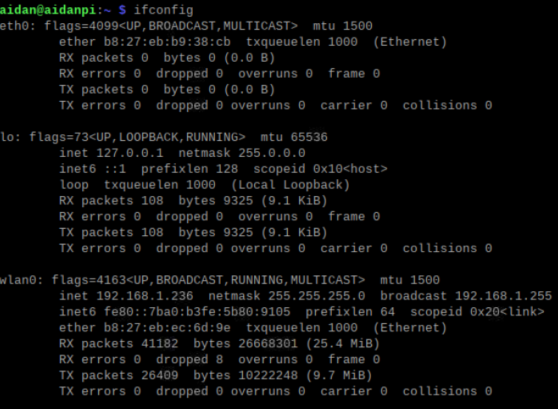 aidan@aidanpi:~ $ ifconfig
eth0: flags=4099<UP,BROADCAST,MULTICAST>  mtu 1500
        ether b8:27:eb:b9:38:cb  txqueuelen 1000  (Ethernet)
        RX packets 0  bytes 0 (0.0 B)
        RX errors 0  dropped 0  overruns 0  frame 0
        TX packets 0  bytes 0 (0.0 B)
        TX errors 0  dropped 0 overruns 0  carrier 0  collisions 0

lo: flags=73<UP,LOOPBACK,RUNNING>  mtu 65536
        inet 127.0.0.1  netmask 255.0.0.0
        inet6 ::1  prefixlen 128  scopeid 0x10<host>
        loop  txqueuelen 1000  (Local Loopback)
        RX packets 108  bytes 9325 (9.1 KiB)
        RX errors 0  dropped 0  overruns 0  frame 0
        TX packets 108  bytes 9325 (9.1 KiB)
        TX errors 0  dropped 0 overruns 0  carrier 0  collisions 0

wlan0: flags=4163<UP,BROADCAST,RUNNING,MULTICAST>  mtu 1500
        inet 192.168.1.236  netmask 255.255.255.0  broadcast 192.168.1.255
        inet6 fe80::7ba0:b3fe:5b80:9105  prefixlen 64  scopeid 0x20<link>
        ether b8:27:eb:ec:6d:9e  txqueuelen 1000  (Ethernet)
        RX packets 41182  bytes 26668301 (25.4 MiB)
        RX errors 0  dropped 8  overruns 0  frame 0
        TX packets 26409  bytes 10222248 (9.7 MiB)
        TX errors 0  dropped 0 overruns 0  carrier 0  collisions 0